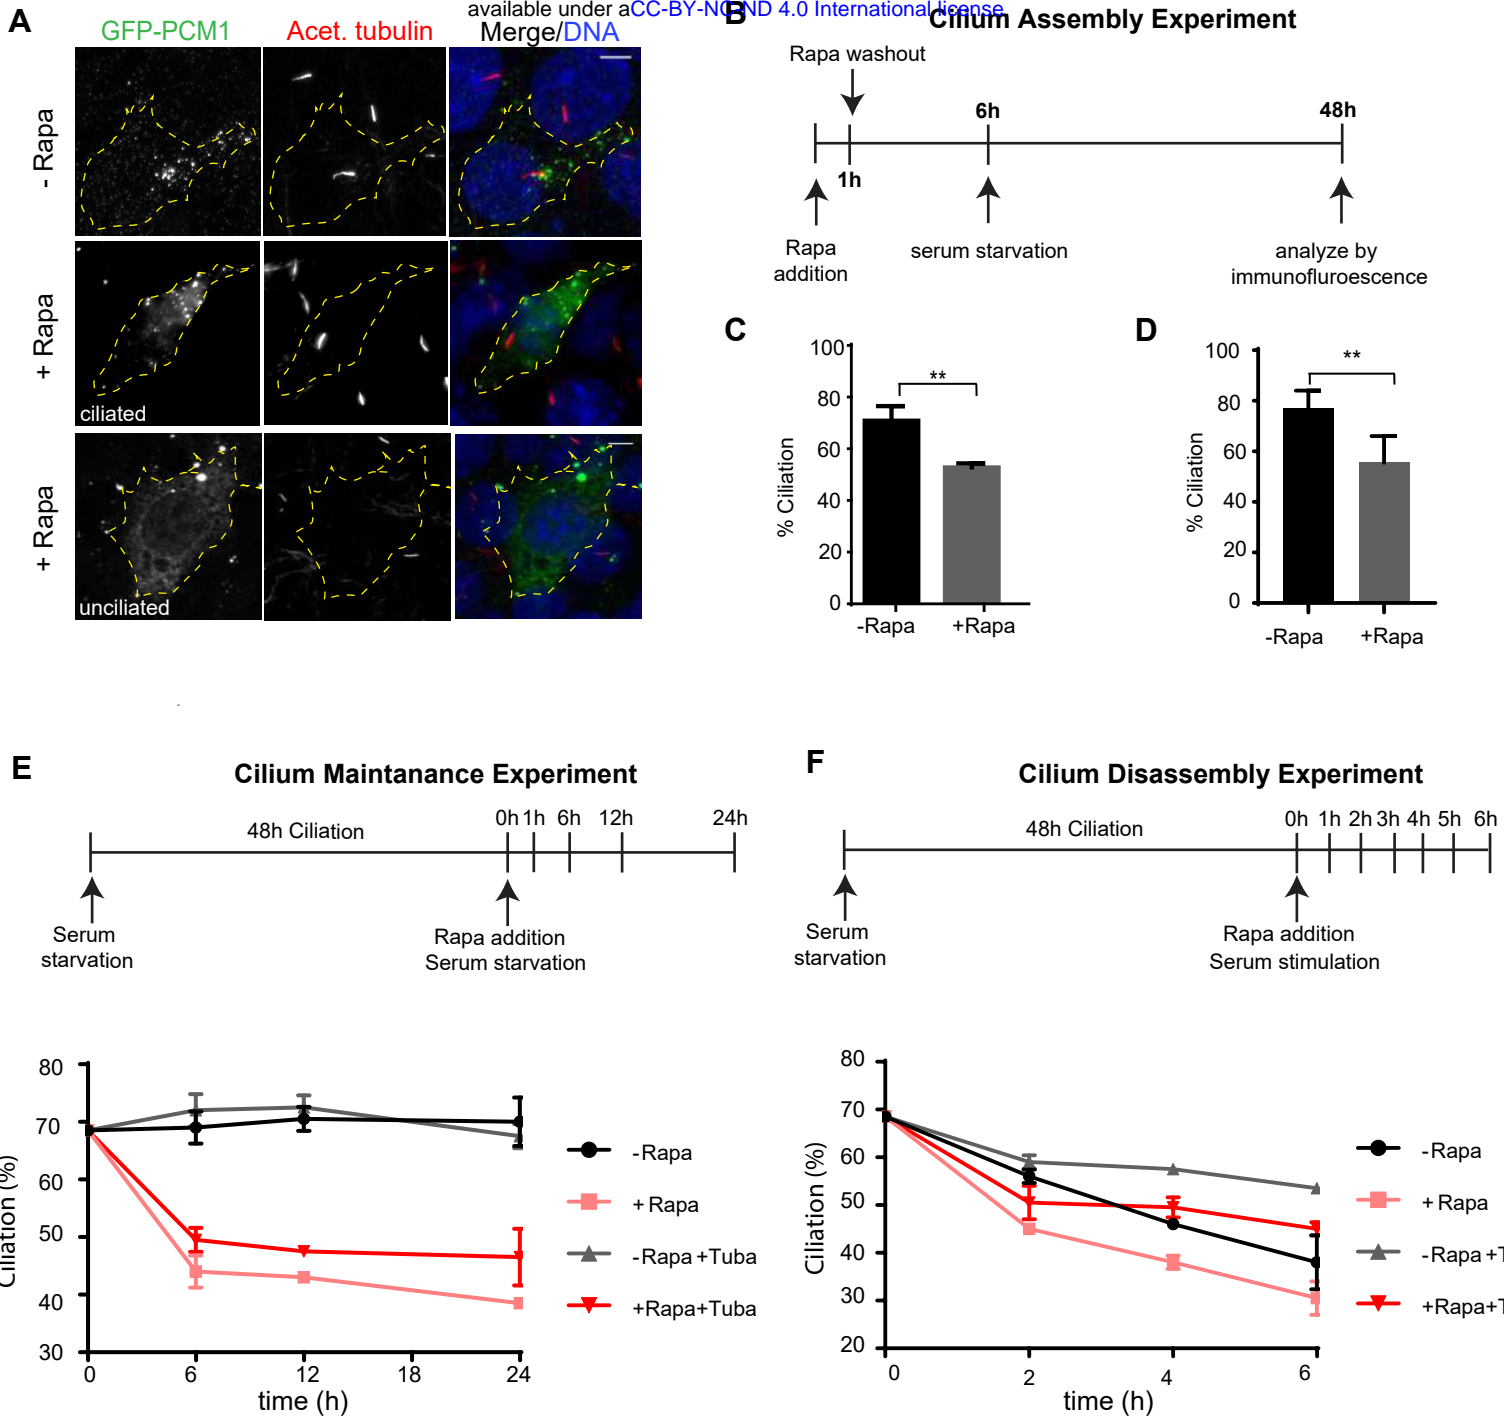 available under aCC-BY-NC-ND 4.0 International license
A
GFP-PCM1
Acet. tubulin
Merge/DNA
- Rapa
+ Rapa
ciliated
+ Rapa
unciliated
B
Cilium Assembly Experiment
Rapa washout
6h
48h
1h
Rapa
addition
serum starvation
analyze by
immunofluroescence
C
100
80
60
40
20
0
% Ciliation
**
-Rapa
+Rapa
D
100
80
60
40
20
0
% Ciliation
**
-Rapa
+Rapa
E
Cilium Maintanance Experiment
48h Ciliation
0h 1h 6h 12h 24h
Serum
starvation
Rapa addition
Serum starvation
80
70
60
50
40
30
Ciliation (%)
0 6 12 18 24
time (h)
-Rapa
+Rapa
-Rapa+Tuba
+Rapa+Tuba
F
Cilium Disassembly Experiment
48h Ciliation
0h 1h 2h 3h 4h 5h 6h
Serum
starvation
Rapa addition
Serum stimulation
80
70
60
50
40
30
20
Ciliation (%)
0 2 4 6
time (h)
-Rapa
+Rapa
-Rapa+T
+Rapa+T